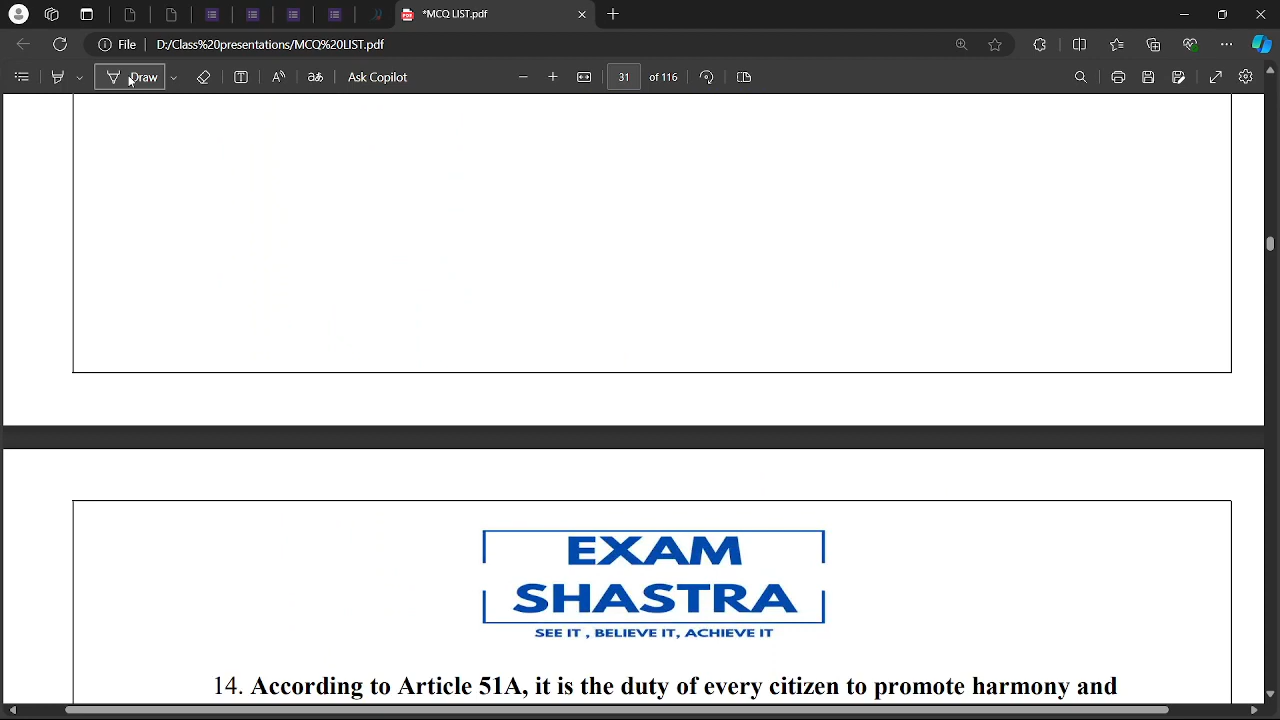 *MCQ LIST.pdf
File
D:/Class%20presentations/MCQ%20LIST.pdf
Draw
Ask Copilot
31 of 116
EXAM
SHASTRA
SEE IT , BELIEVE IT, ACHIEVE IT
14. According to Article 51A, it is the duty of every citizen to promote harmony and